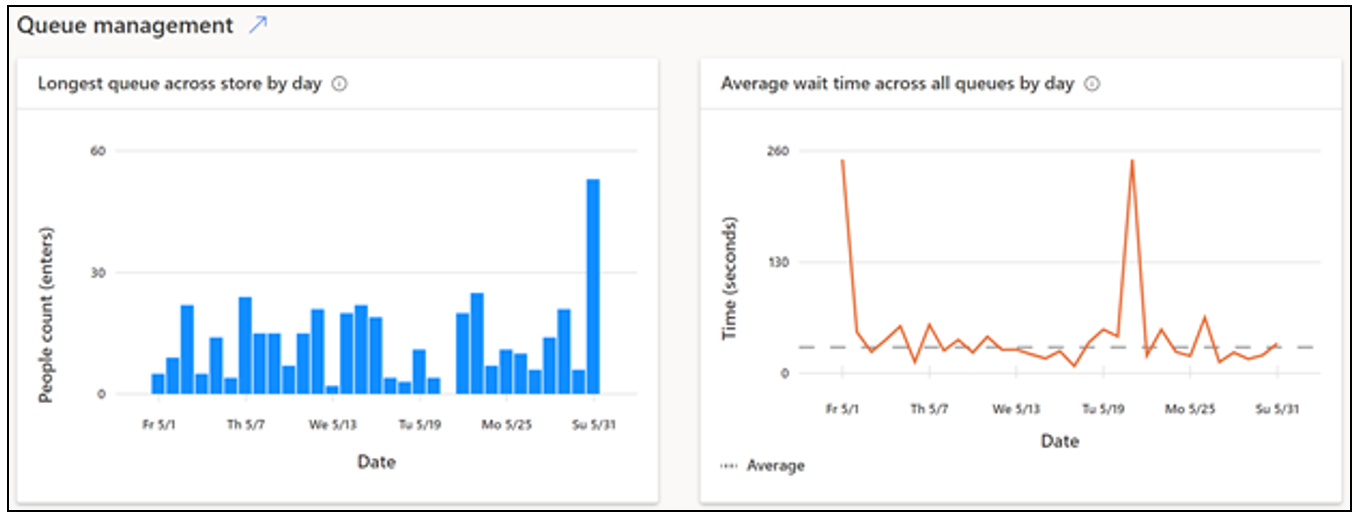 Queue management
Longest queue across store by day
60
30
0
People count (enters)
Fr 5/1 Th 5/7 We 5/13 Tu 5/19 Mo 5/25 Su 5/31
Date
Average wait time across all queues by day
260
130
0
Time (seconds)
Fr 5/1 Th 5/7 We 5/13 Tu 5/19 Mo 5/25 Su 5/31
Date
Average